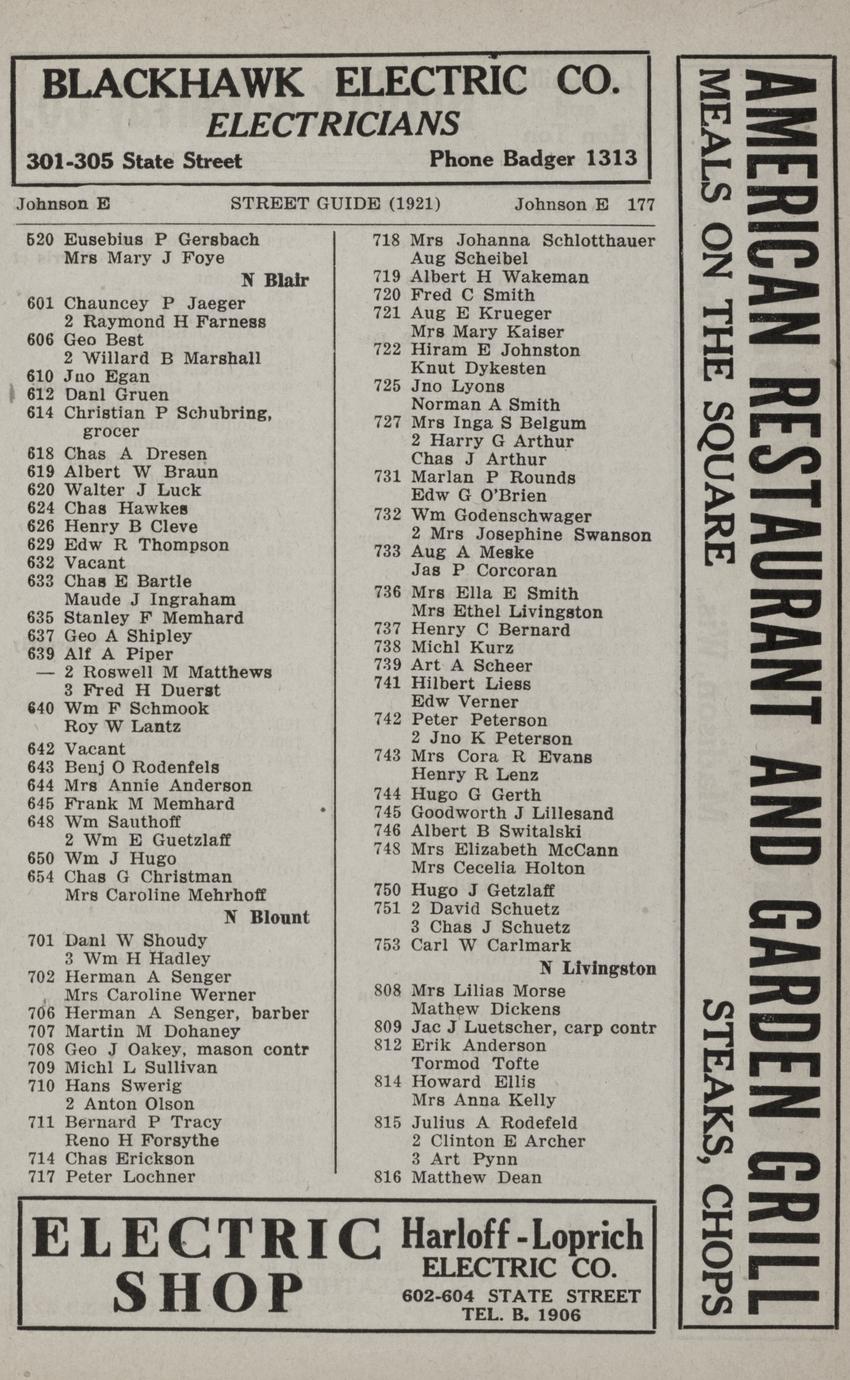 BLACKHAWK ELECTRIC CO.
ELECTRICIANS
301-305 State Street Phone Badger 1313
Johnson E STREET GUIDE (1921) Johnson E 177
520 Eusebius P Gersbach
Mrs Mary J Foye
N Blair
601 Chauncey P Jaeger
2 Raymond H Farness
606 Geo Best
2 Willard B Marshall
610 Jno Egan
612 Danl Gruen
614 Christian P Schubring,
grocer
618 Chas A Dresen
619 Albert W Braun
620 Walter J Luck
624 Chas Hawkes
626 Henry B Cleve
629 Edw R Thompson
632 Vacant
633 Chas E Bartle
Maude J Ingraham
635 Stanley F Memhard
637 Geo A Shipley
639 Alf A Piper
— 2 Roswell M Matthews
3 Fred H Duerst
640 Wm F Schmook
Roy W Lantz
642 Vacant
643 Benj O Rodenfels
644 Mrs Annie Anderson
645 Frank M Memhard
648 Wm Sauthoff
2 Wm E Guetzlaff
650 Wm J Hugo
654 Chas G Christman
Mrs Caroline Mehrhoff
N Blount
701 Danl W Shoudy
3 Wm H Hadley
702 Herman A Senger
Mrs Caroline Werner
706 Herman A Senger, barber
707 Martin M Dohaney
708 Geo J Oakey, mason contr
709 Michl L Sullivan
710 Hans Swerig
2 Anton Olson
711 Bernard P Tracy
Reno H Forsythe
714 Chas Erickson
717 Peter Lochner
718 Mrs Johanna Schlotthauer
Aug Scheibel
719 Albert H Wakeman
720 Fred C Smith
721 Aug E Krueger
Mrs Mary Kaiser
722 Hiram E Johnston
Knut Dykesten
725 Jno Lyons
Norman A Smith
727 Mrs Inga S Belgum
2 Harry G Arthur
Chas J Arthur
731 Marlan P Rounds
Edw G O'Brien
732 Wm Godenschwager
2 Mrs Josephine Swanson
733 Aug A Meske
Jas P Corcoran
736 Mrs Ella E Smith
Mrs Ethel Livingston
737 Henry C Bernard
738 Michl Kurz
739 Art A Scheer
741 Hilbert Liess
Edw Verner
742 Peter Peterson
2 Jno K Peterson
743 Mrs Cora R Evans
Henry R Lenz
744 Hugo G Gerth
745 Goodworth J Lillesand
746 Albert B Switalski
748 Mrs Elizabeth McCann
Mrs Cecelia Holton
750 Hugo J Getzlaff
751 2 David Schuetz
3 Chas J Schuetz
753 Carl W Carlmark
N Livingston
808 Mrs Lilias Morse
Mathew Dickens
809 Jac J Luetscher, carp contr
812 Erik Anderson
Tormod Tofte
814 Howard Ellis
Mrs Anna Kelly
815 Julius A Rodefeld
2 Clinton E Archer
3 Art Pynn
816 Matthew Dean
ELECTRIC
SHOP
Harloff-Loprich
ELECTRIC CO.
602-604 STATE STREET
TEL. B. 1906
AMERICAN RESTAURANT AND GARDEN GRILL
MEALS ON THE SQUARE STEAKS, CHOPS